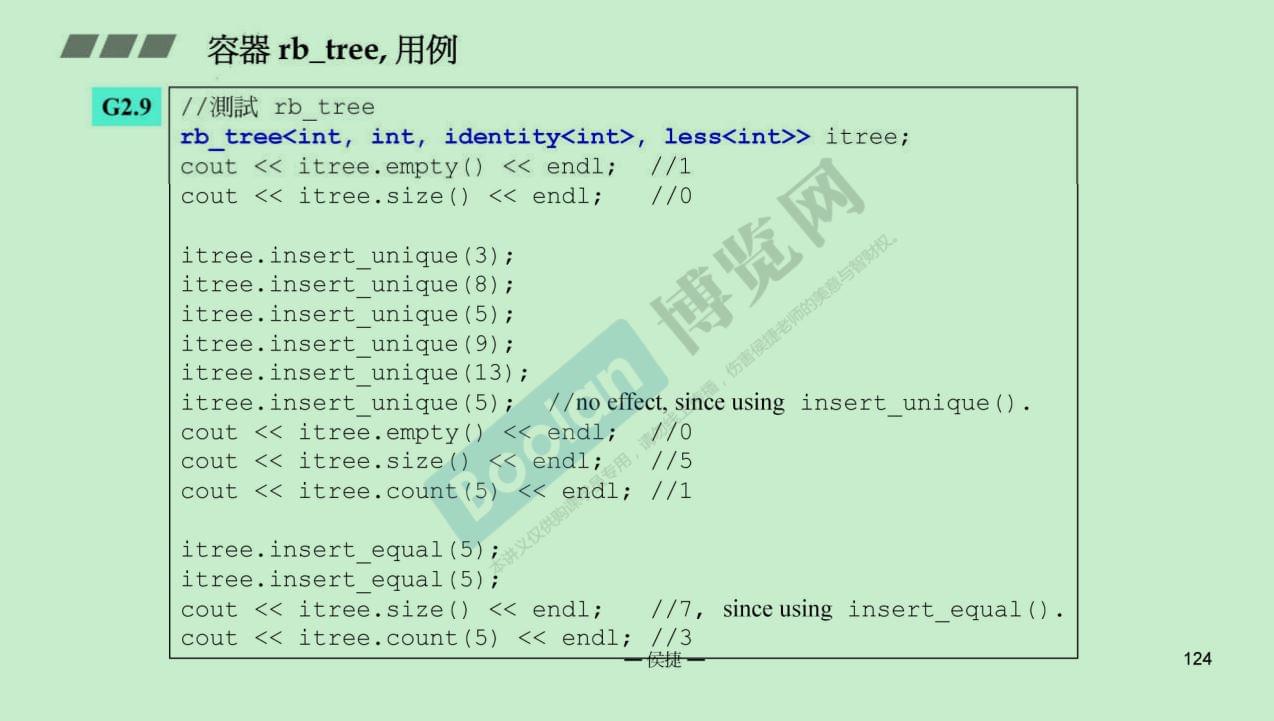 容器 rb_tree, 用例
G2.9
//測試 rb_tree
rb_tree<int, int, identity<int>, less<int>> itree;
cout << itree.empty() << endl; //1
cout << itree.size() << endl; //0
itree.insert_unique(3);
itree.insert_unique(8);
itree.insert_unique(5);
itree.insert_unique(9);
itree.insert_unique(13);
itree.insert_unique(5); //no effect, since using insert_unique().
cout << itree.empty() << endl; //0
cout << itree.size() << endl; //5
cout << itree.count(5) << endl; //1
itree.insert_equal(5);
itree.insert_equal(5);
cout << itree.size() << endl; //7, since using insert_equal().
cout << itree.count(5) << endl; //3
— 侯捷 —
124
Boolan 博览网
本讲义仅供购课学员专用，请勿线上传播，伤害侯捷老师的美意与智财权。